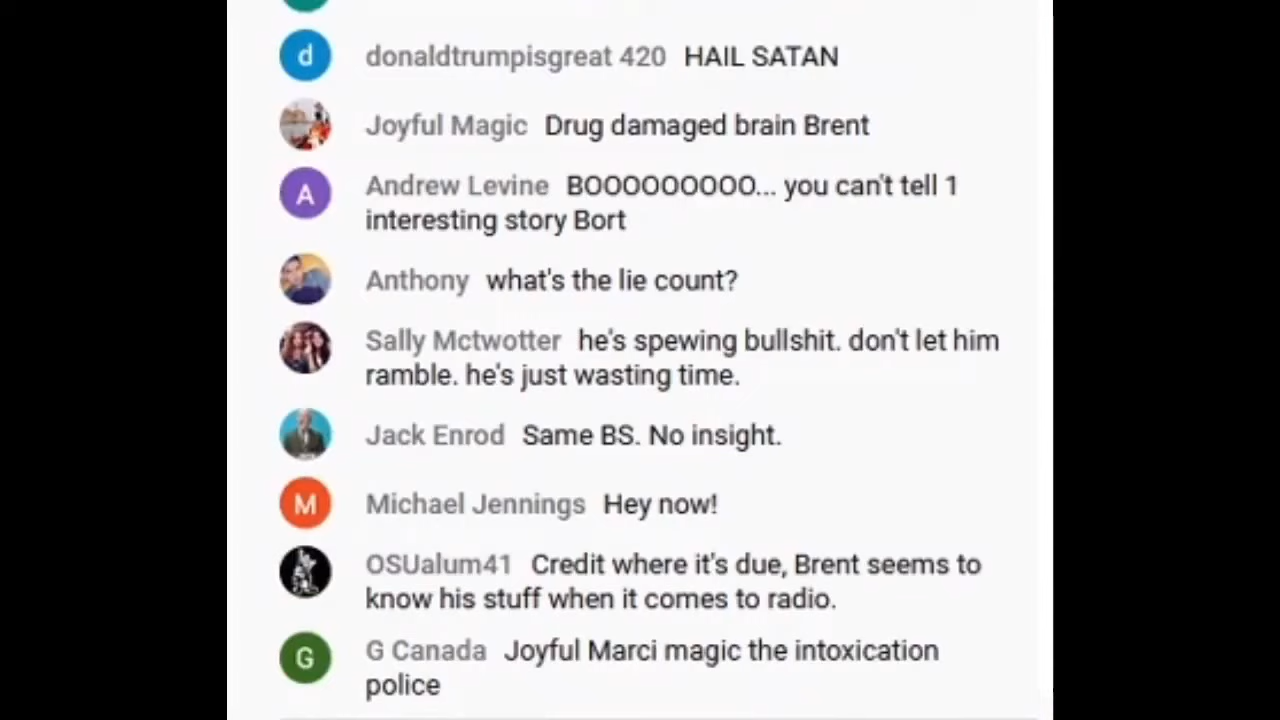 d donaldtrumpisgreat 420 HAIL SATAN
Joyful Magic Drug damaged brain Brent
A Andrew Levine BOOOOOOOOO... you can't tell 1
interesting story Bort
Anthony what's the lie count?
Sally Mctwotter he's spewing bullshit. don't let him
ramble. he's just wasting time.
Jack Enrod Same BS. No insight.
M Michael Jennings Hey now!
OSUalum41 Credit where it's due, Brent seems to
know his stuff when it comes to radio.
G G Canada Joyful Marci magic the intoxication
police